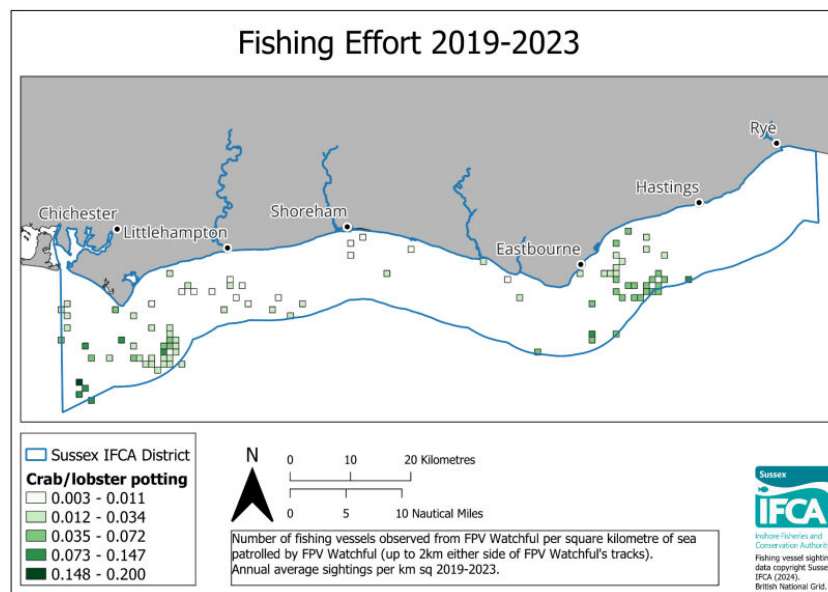 Fishing Effort 2019-2023
Rye
Hastings
Chichester
Shoreham
Littlehampton
Eastbourne
Sussex IFCA District
Crab/lobster potting
0.003 - 0.011
0.012 - 0.034
0.035 - 0.072
0.073 - 0.147
0.148 - 0.200
N
0 10 20 Kilometres
0 5 10 Nautical Miles
Number of fishing vessels observed from FPV Watchful per square kilometre of sea
patrolled by FPV Watchful (up to 2km either side of FPV Watchful's tracks).
Annual average sightings per km sq 2019-2023.
Sussex
IFCA
Inshore Fisheries and
Conservation Authority
Fishing vessel sightin
data copyright Sussex
IFCA (2024).
British National Grid.